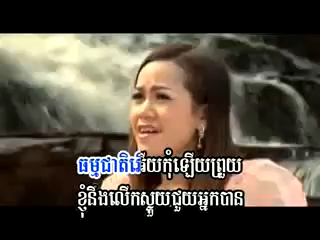 ធម្មជាតិអើយកុំឡើយព្រួយ
ខ្ញុំនឹងលើកស្ទួយជួយអ្នកបាន